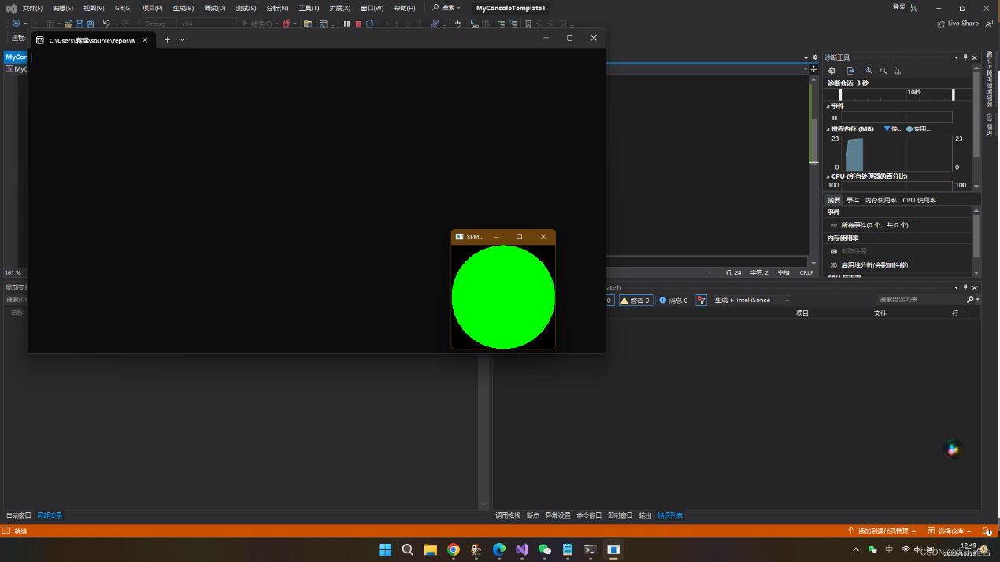 文件(F) 编辑(E) 视图(V) Git(G) 项目(P) 生成(B) 调试(D) 测试(S) 分析(N) 工具(T) 扩展(X) 窗口(W) 帮助(H) 搜索 MyConsoleTemplate1 登录
Debug x64 继续(C) Live Share
进程:
C:\Users\蒋曜\source\repos\M
MyCon
MyC
诊断工具
诊断会话: 3 秒
10秒
事件
进程内存 (MB) 快.. 专用...
23 23
0 0
CPU (所有处理器的百分比)
100 100
摘要 事件 内存使用率 CPU 使用率
事件
所有事件(0 个，共 0 个)
内存使用率
截取快照
启用堆分析(会影响性能)
SFM...
161 %
行: 24 字符: 2 空格 CRLF
局部变
搜索(Ct
名称
ate1)
0 警告 0 消息 0 生成 + IntelliSense 搜索错误列表
项目 文件 行
自动窗口 局部变量
调用堆栈 断点 异常设置 命令窗口 即时窗口 输出 错误列表
就绪 添加到源代码管理 选择仓库 1
中 12:49
2023/10/19